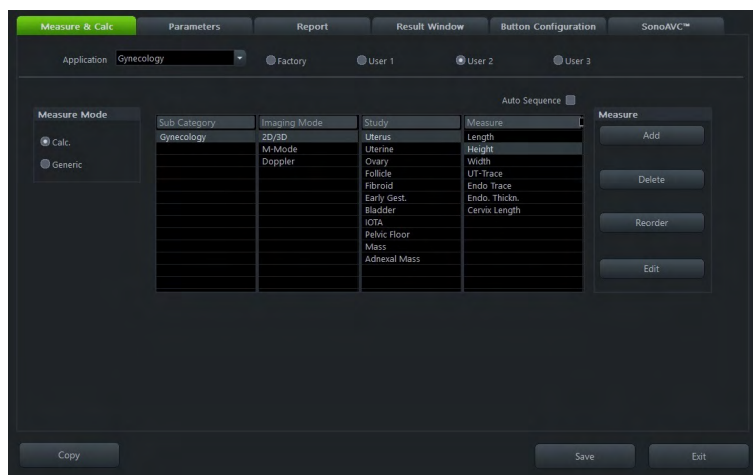 Measure & Calc Parameters Report Result Window Button Configuration SonoAVC™
Application Gynecology Factory User 1 User 2 User 3
Auto Sequence
Measure Mode
Calc.
Generic
Sub Category Imaging Mode Study Measure
Gynecology 2D/3D Uterus Length
M-Mode Uterine Height
Doppler Ovary Width
Follicle UT-Trace
Fibroid Endo Trace
Early Gest. Endo. Thickn.
Bladder Cervix Length
IOTA
Pelvic Floor
Mass
Adnexal Mass
Measure
Add
Delete
Reorder
Edit
Copy Save Exit